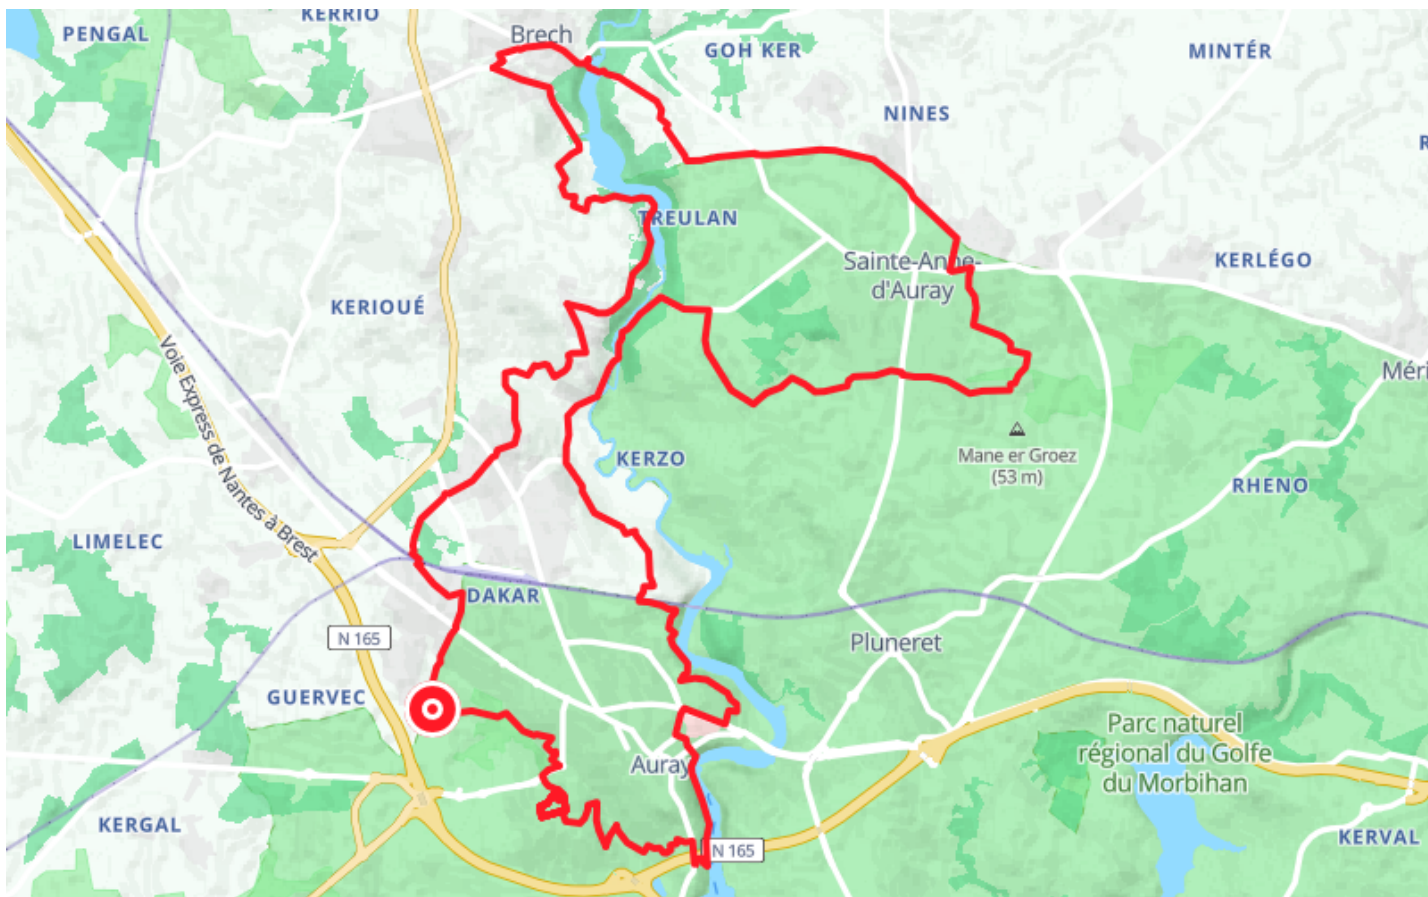 KERRIO
PENGAL
Brech
GOH KER
MINTÉR
NINES
R
TREULAN
Sainte-Anne-
d'Auray
KERLÉGO
KERIOUÉ
Voie Express de Nantes à Brest
Méri
KERZO
Mane er Groez
(53 m)
RHENO
LIMELEC
DAKAR
N 165
Pluneret
GUERVEC
Parc naturel
régional du Golfe
du Morbihan
Auray
KERGAL
N 165
KERVAL